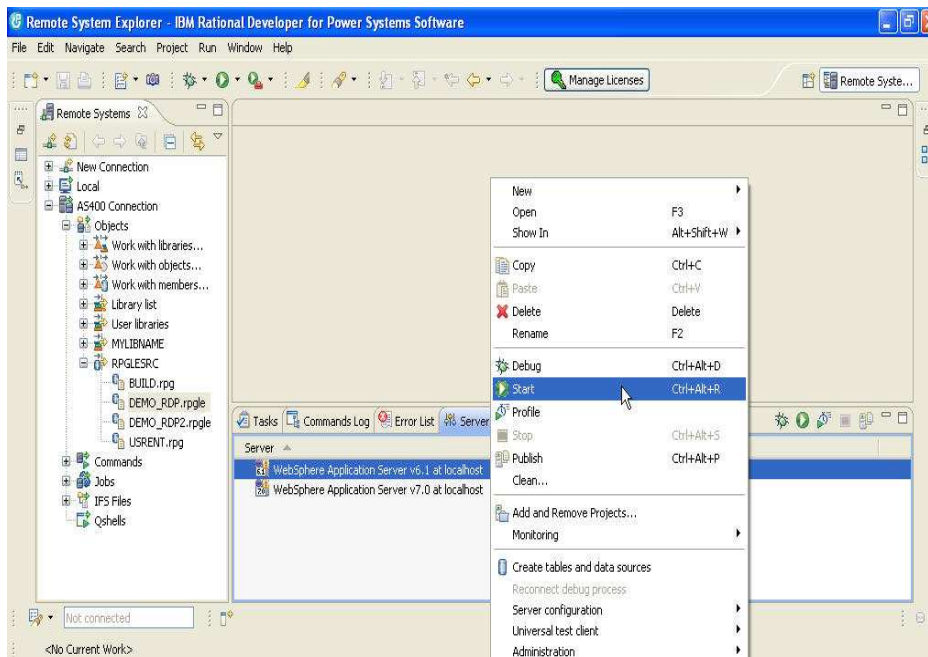 Remote System Explorer - IBM Rational Developer for Power Systems Software
File Edit Navigate Search Project Run Window Help
Manage Licenses
Remote Syste...
Remote Systems
New Connection
Local
AS400 Connection
Objects
Work with libraries...
Work with objects...
Work with members...
Library list
User libraries
MYLIBNAME
RPGLESRC
BUILD.rpg
DEMO_RDP.rpgle
DEMO_RDP2.rpgle
USRENT.rpg
Commands
Jobs
IFS Files
Qshells
New
Open F3
Show In Alt+Shift+W
Copy Ctrl+C
Paste Ctrl+V
Delete Delete
Rename F2
Debug Ctrl+Alt+D
Start Ctrl+Alt+R
Profile
Stop Ctrl+Alt+S
Publish Ctrl+Alt+P
Clean...
Add and Remove Projects...
Monitoring
Create tables and data sources
Reconnect debug process
Server configuration
Universal test client
Administration
Tasks Commands Log Error List Server
Server
WebSphere Application Server v6.1 at localhost
WebSphere Application Server v7.0 at localhost
Not connected
<No Current Work>